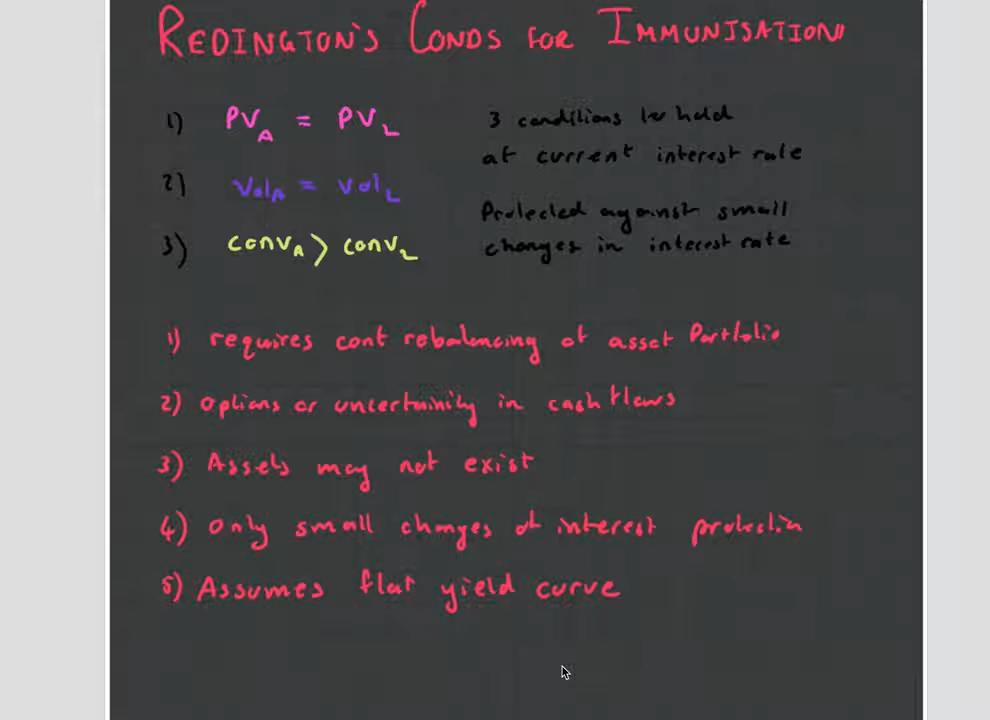 REDINGTON'S CONDS FOR IMMUNISATION
1) PV_A = PV_L
3 conditions to hold
at current interest rate
2) Vol_A = Vol_L
Protected against small
changes in interest rate
3) conv_A > conv_L
1) requires cont rebalancing of asset Portfolio
2) options or uncertainity in cash flows
3) Assets may not exist
4) Only small changes of interest protection
5) Assumes flat yield curve